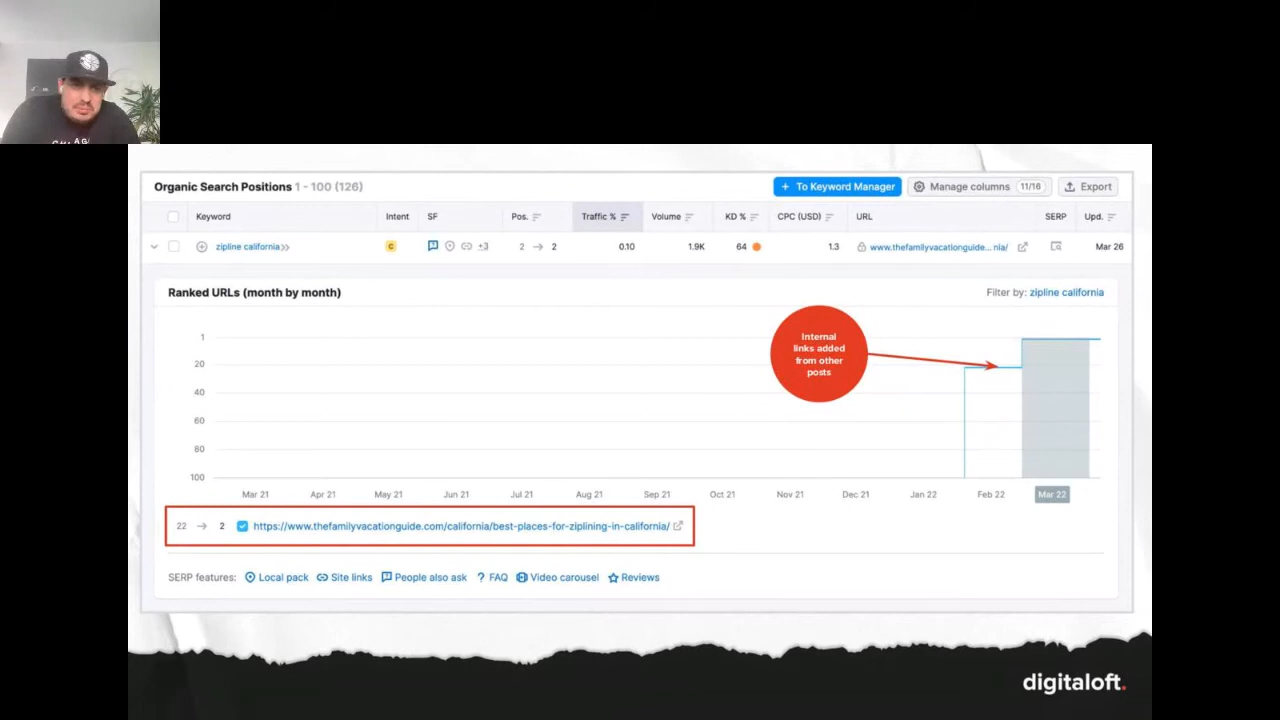 Organic Search Positions 1 - 100 (126)
+ To Keyword Manager
Manage columns 11/16
Export
Keyword Intent SF Pos. Traffic % Volume KD % CPC (USD) URL SERP Upd.
zipline california>> C +3 2 → 2 0.10 1.9K 64 1.3 www.thefamilyvacationguide... nia/ Mar 26
Ranked URLs (month by month)
Filter by: zipline california
Internal
links added
from other
posts
1
20
40
60
80
100
Mar 21 Apr 21 May 21 Jun 21 Jul 21 Aug 21 Sep 21 Oct 21 Nov 21 Dec 21 Jan 22 Feb 22 Mar 22
22 → 2 https://www.thefamilyvacationguide.com/california/best-places-for-ziplining-in-california/
SERP features: Local pack Site links People also ask ? FAQ Video carousel Reviews
digitaloft.